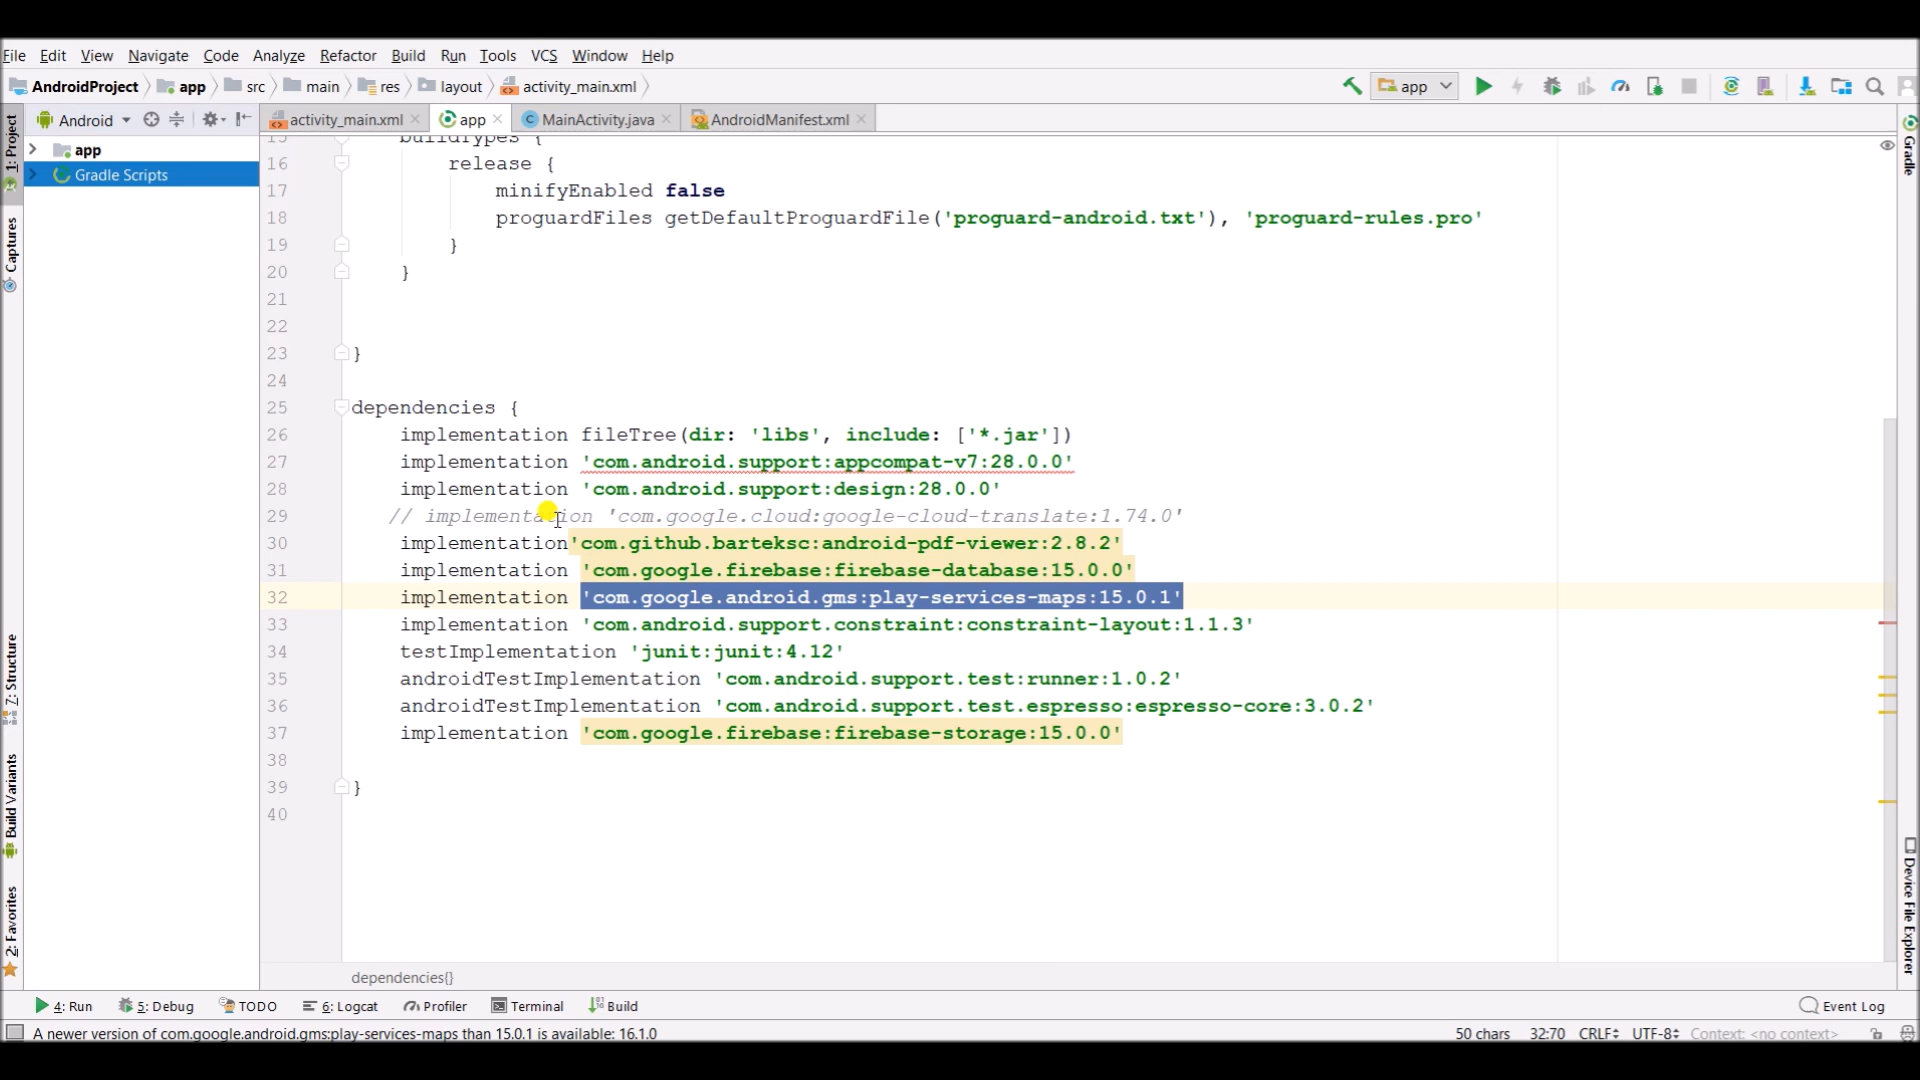 File Edit View Navigate Code Analyze Refactor Build Run Tools VCS Window Help
AndroidProject app src main res layout activity_main.xml app
1: Project
Captures
7: Structure
Build Variants
2: Favorites
Android
app
Gradle Scripts
activity_main.xml app MainActivity.java AndroidManifest.xml
15 buildTypes {
16 release {
17 minifyEnabled false
18 proguardFiles getDefaultProguardFile('proguard-android.txt'), 'proguard-rules.pro'
19 }
20 }
21
22
23 }
24
25 dependencies {
26 implementation fileTree(dir: 'libs', include: ['*.jar'])
27 implementation 'com.android.support:appcompat-v7:28.0.0'
28 implementation 'com.android.support:design:28.0.0'
29 // implementation 'com.google.cloud:google-cloud-translate:1.74.0'
30 implementation'com.github.barteksc:android-pdf-viewer:2.8.2'
31 implementation 'com.google.firebase:firebase-database:15.0.0'
32 implementation 'com.google.android.gms:play-services-maps:15.0.1'
33 implementation 'com.android.support.constraint:constraint-layout:1.1.3'
34 testImplementation 'junit:junit:4.12'
35 androidTestImplementation 'com.android.support.test:runner:1.0.2'
36 androidTestImplementation 'com.android.support.test.espresso:espresso-core:3.0.2'
37 implementation 'com.google.firebase:firebase-storage:15.0.0'
38
39 }
40
dependencies{}
Gradle
Device File Explorer
4: Run 5: Debug TODO 6: Logcat Profiler Terminal Build Event Log
A newer version of com.google.android.gms:play-services-maps than 15.0.1 is available: 16.1.0 50 chars 32:70 CRLF UTF-8 Context: <no context>